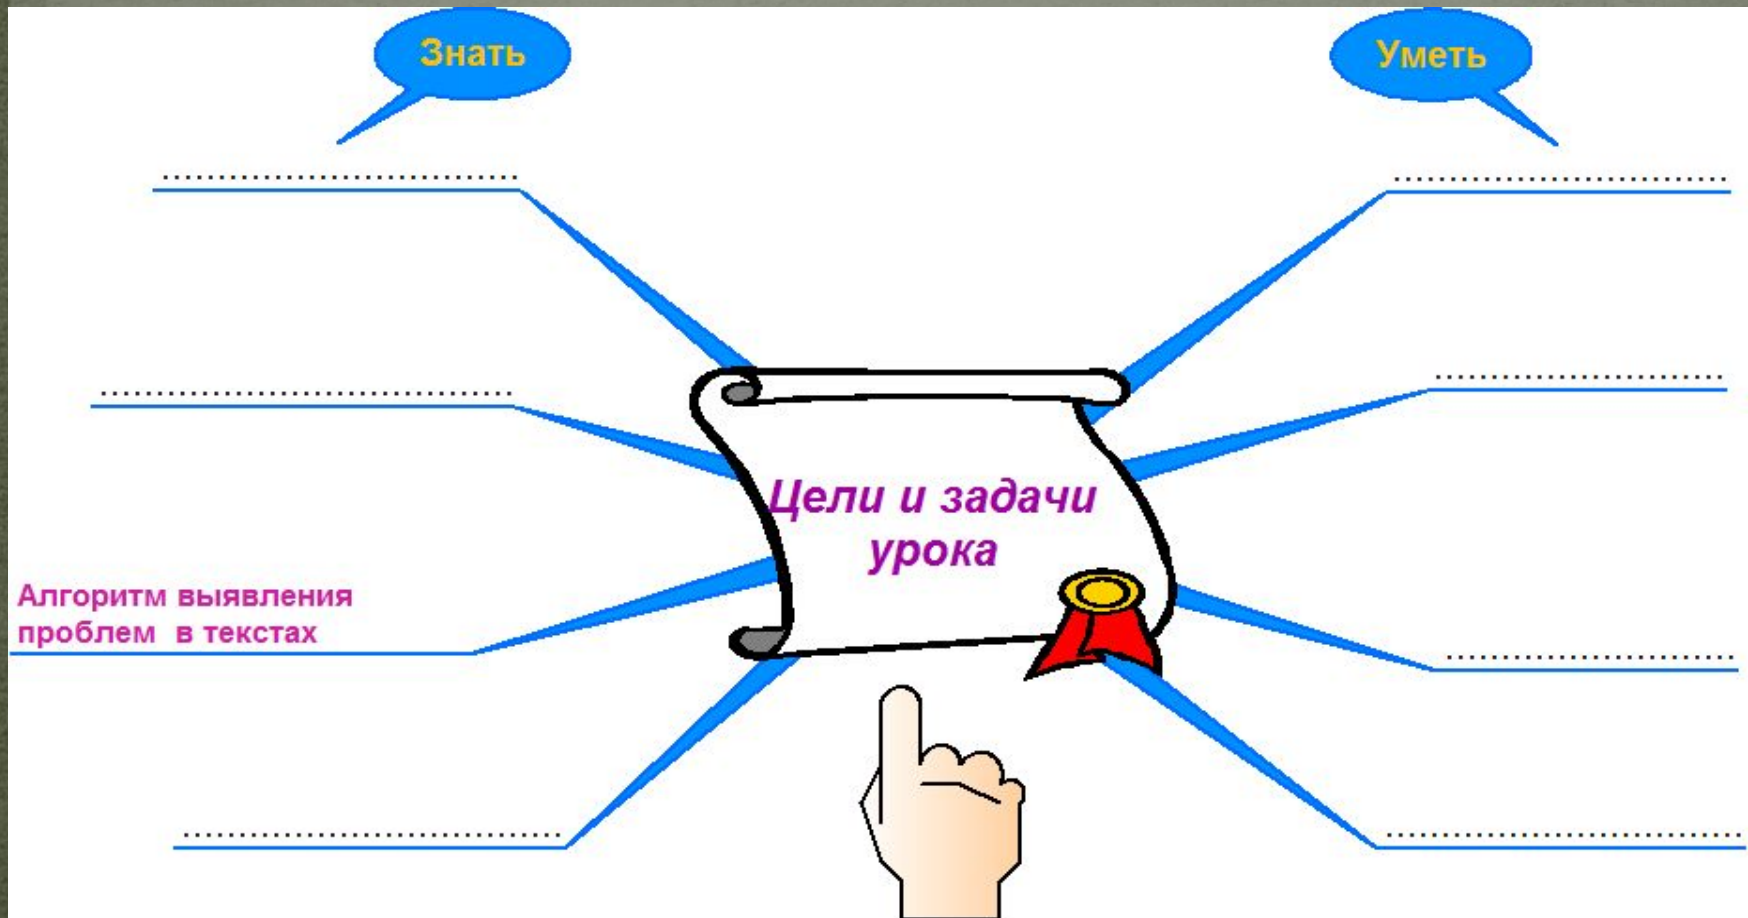 Знать
Уметь
................................
..............................
.....................................
..........................
Цели и задачи
урока
Алгоритм выявления
проблем в текстах
..........................
..................................
................................